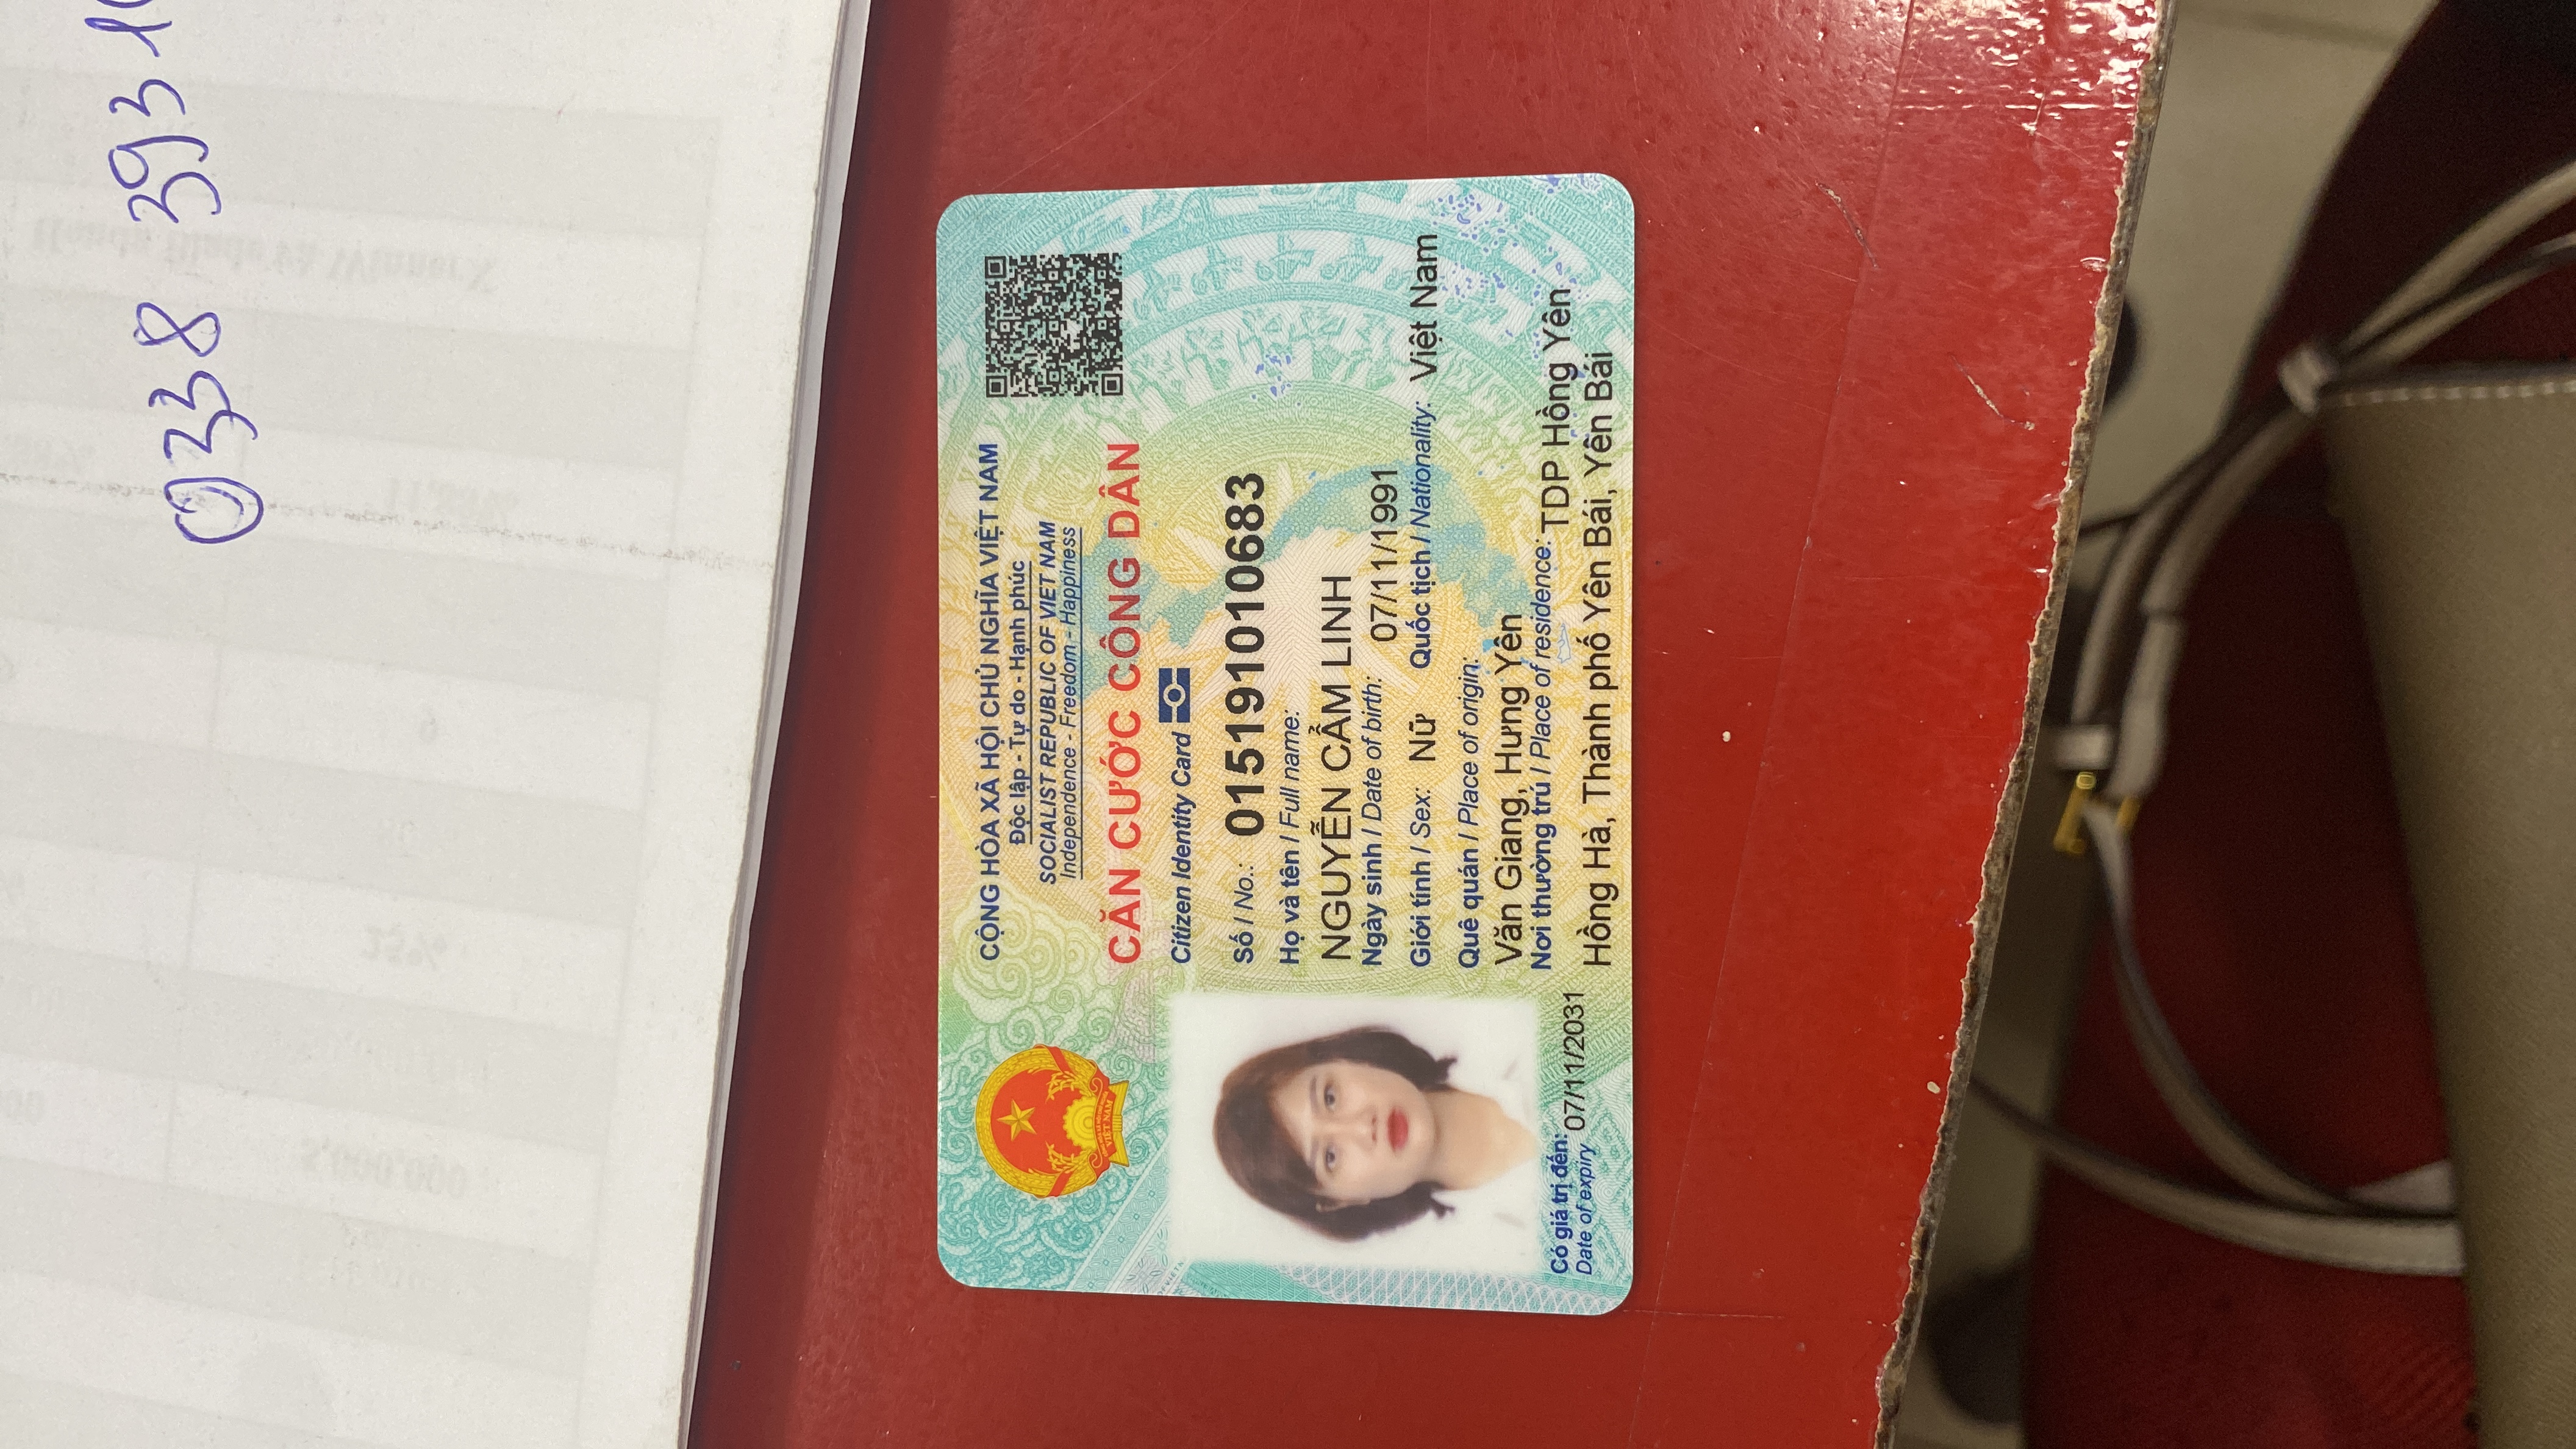 0338 393
CỘNG HÒA XÃ HỘI CHỦ NGHĨA VIỆT NAM
Độc lập - Tự do - Hạnh phúc
SOCIALIST REPUBLIC OF VIET NAM
Independence - Freedom - Happiness
CĂN CƯỚC CÔNG DÂN
Citizen Identity Card
Số / No.: 015191010683
Họ và tên / Full name:
NGUYỄN CẨM LINH
Ngày sinh / Date of birth: 07/11/1991
Giới tính / Sex: Nữ Quốc tịch / Nationality: Việt Nam
Quê quán / Place of origin:
Văn Giang, Hưng Yên
Nơi thường trú / Place of residence: TDP Hồng Yên
Hồng Hà, Thành phố Yên Bái, Yên Bái
Có giá trị đến: 07/11/2031
Date of expiry
VIỆT NAM